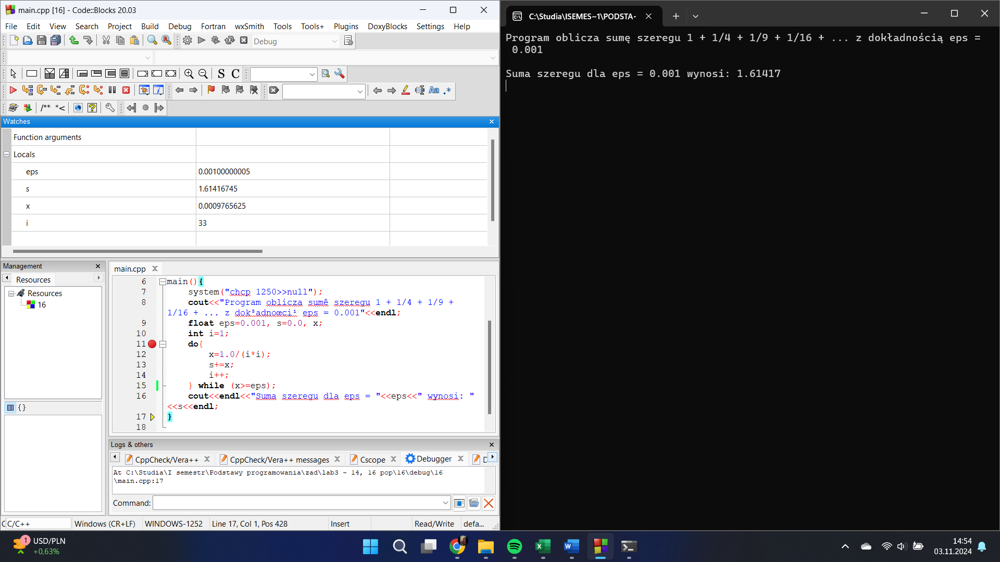 main.cpp [16] - Code::Blocks 20.03
File Edit View Search Project Build Debug Fortran wxSmith Tools Tools+ Plugins DoxyBlocks Settings Help
Debug
S C
Aa .*
/** *<
Watches
Function arguments
Locals
eps 0.00100000005
s 1.61416745
x 0.0009765625
i 33
Management
Resources
Resources
16
{}
main.cpp
6 main(){
7 system("chcp 1250>>null");
8 cout<<"Program oblicza sumê szeregu 1 + 1/4 + 1/9 +
1/16 + ... z dok³adnoœci¹ eps = 0.001"<<endl;
9 float eps=0.001, s=0.0, x;
10 int i=1;
11 do{
12 x=1.0/(i*i);
13 s+=x;
14 i++;
15 } while (x>=eps);
16 cout<<endl<<"Suma szeregu dla eps = "<<eps<<" wynosi: "
<<s<<endl;
17 }
18
Logs & others
CppCheck/Vera++ CppCheck/Vera++ messages Cscope Debugger D
At C:\Studia\I semestr\Podstawy programowania\zad\lab3 - 14, 16 pop\16\debug\16
\main.cpp:17
Command:
C C/C++ Windows (CR+LF) WINDOWS-1252 Line 17, Col 1, Pos 428 Insert Read/Write defa...
C:\Studia\ISEMES~1\PODSTA~
Program oblicza sumę szeregu 1 + 1/4 + 1/9 + 1/16 + ... z dokładnością eps =
0.001
Suma szeregu dla eps = 0.001 wynosi: 1.61417
1 USD/PLN
+0,63%
14:54
03.11.2024